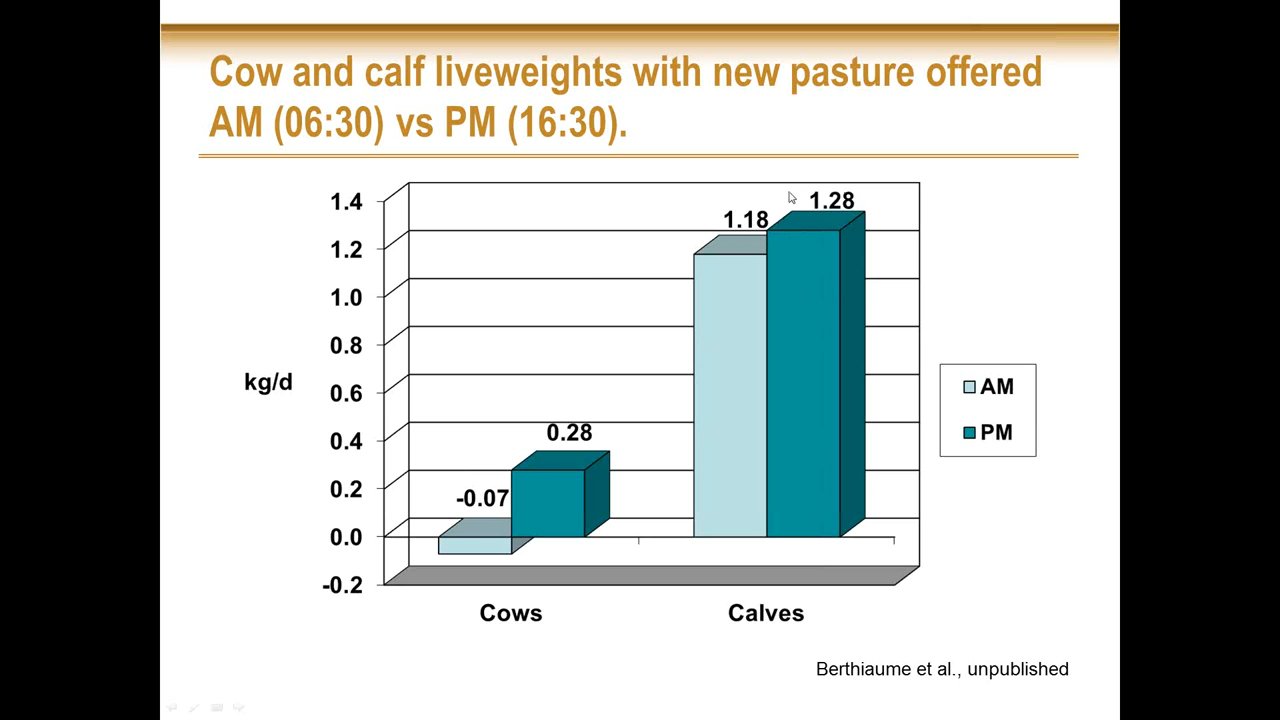 Cow and calf liveweights with new pasture offered
AM (06:30) vs PM (16:30).
1.4
1.2
1.0
0.8
0.6
0.4
0.2
0.0
-0.2
kg/d
-0.07
0.28
1.18
1.28
Cows
Calves
AM
PM
Berthiaume et al., unpublished